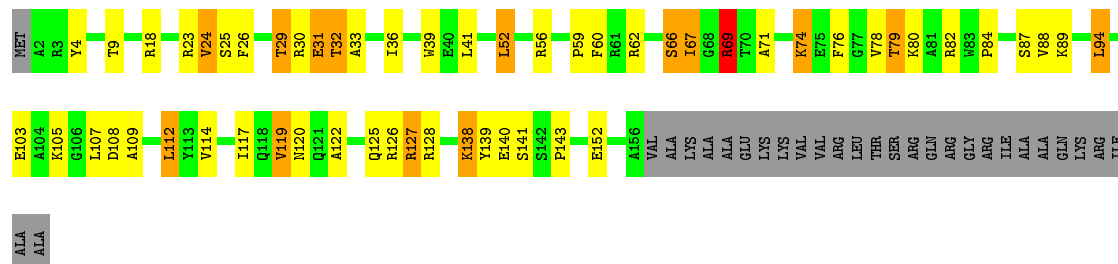 MET A2 R3 Y4 T9 R18 R23 V24 S25 F26 T29 R30 E31 T32 A33 I36 W39 E40 L41 L52 R56 P59 F60 R61 R62 S66 I67 G68 R69 T70 A71 K74 E75 F76 G77 V78 T79 K80 A81 R82 W83 P84 S87 V88 K89 L94
E103 A104 K105 G106 L107 D108 A109 L112 Y113 V114 I117 Q118 V119 N120 Q121 A122 Q125 R126 R127 R128 K138 Y139 E140 S141 S142 P143 E152 A156 VAL ALA LYS ALA ALA GLU LYS LYS VAL VAL ARG LEU THR SER ARG GLN ARG GLY ARG ILE ALA ALA GLN LYS ARG ILE
ALA ALA